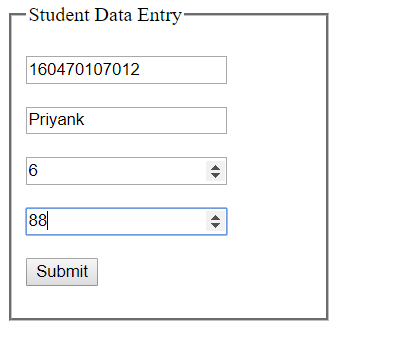 Student Data Entry
160470107012
Priyank
6
88
Submit